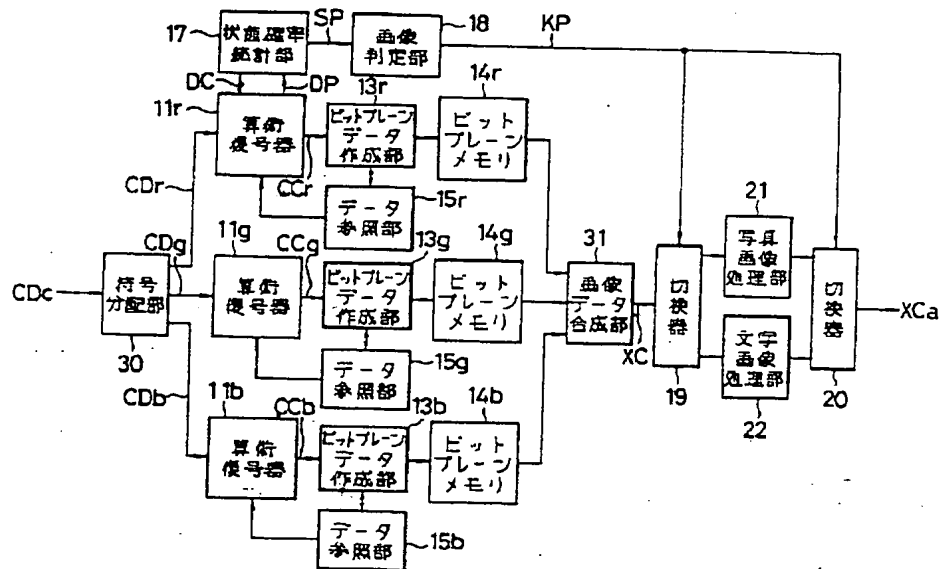 17
状態確率
統計部
SP
画像
判定部
18
KP
DC
DP
11r
算術
復号器
CDr
CCr
13r
ビットプレーン
データ
作成部
14r
ビット
プレーン
メモリ
データ
参照部
15r
CDc
符号
分配部
30
CDg
11g
算術
復号器
CCg
13g
ビットプレーン
データ
作成部
14g
ビット
プレーン
メモリ
データ
参照部
15g
31
画像
データ
合成部
XC
切換器
19
21
写真
画像
処理部
文字
画像
処理部
22
切換器
20
XCa
CDb
11b
算術
復号器
CCb
13b
ビットプレーン
データ
作成部
14b
ビット
プレーン
メモリ
データ
参照部
15b